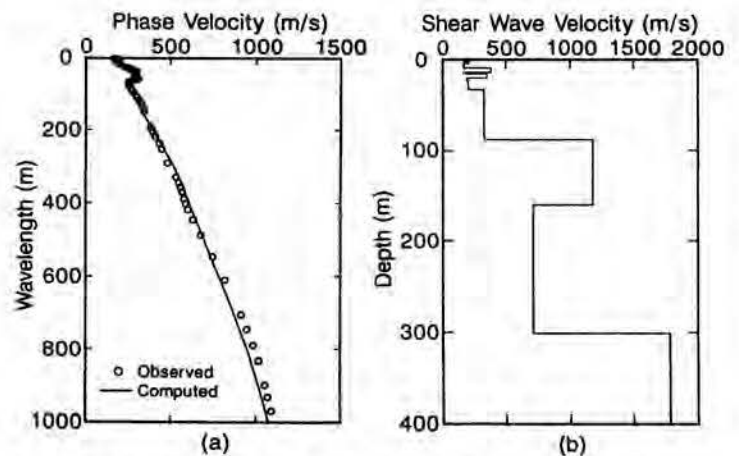 Phase Velocity (m/s)
0 500 1000 1500
0
200
400
600
800
1000
Wavelength (m)
Observed
Computed
(a)
Shear Wave Velocity (m/s)
0 500 1000 1500 2000
0
100
200
300
400
Depth (m)
(b)